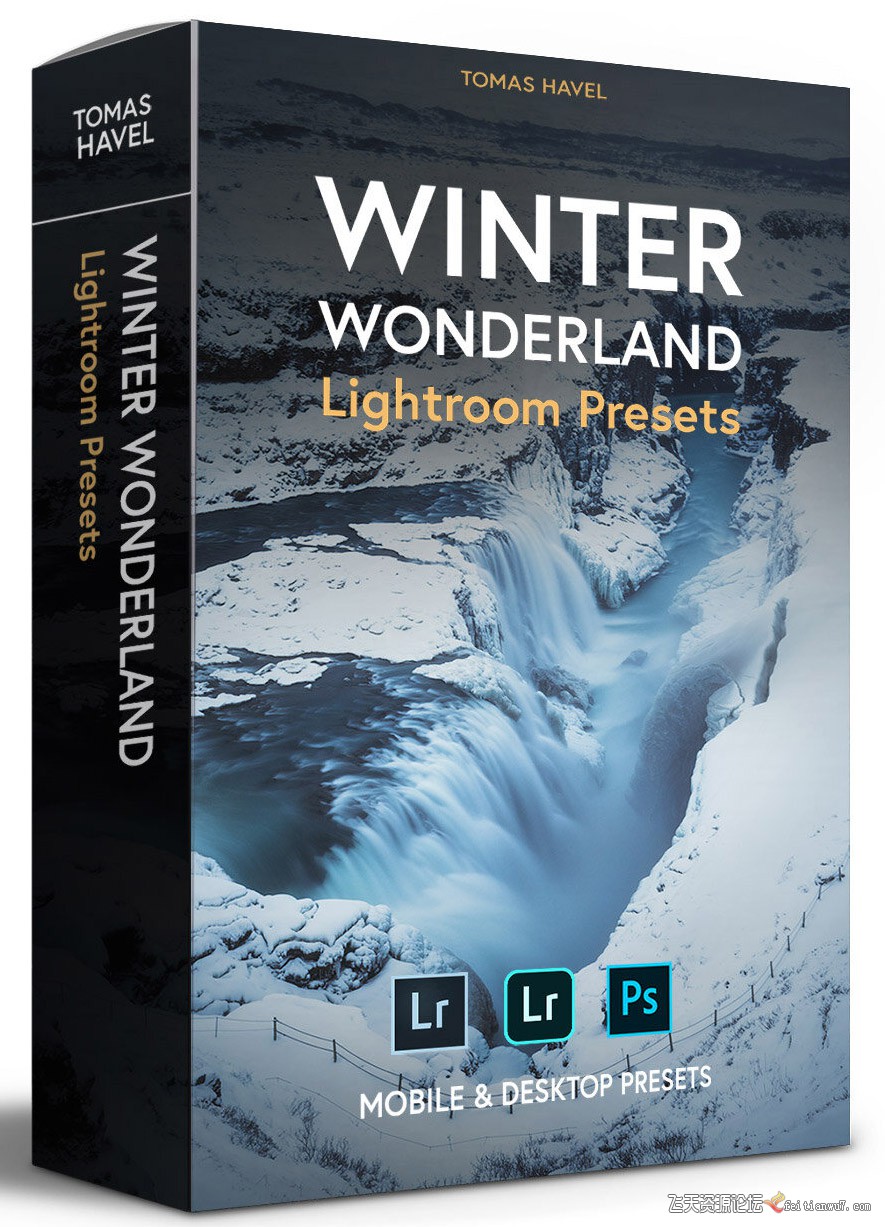 TOMAS HAVEL
WINTER
WONDERLAND
Lightroom Presets
Lr Lr Ps
MOBILE & DESKTOP PRESETS
TOMAS
HAVEL
WINTER WONDERLAND
Lightroom Presets
飞天资源论坛 feitianwu7.com